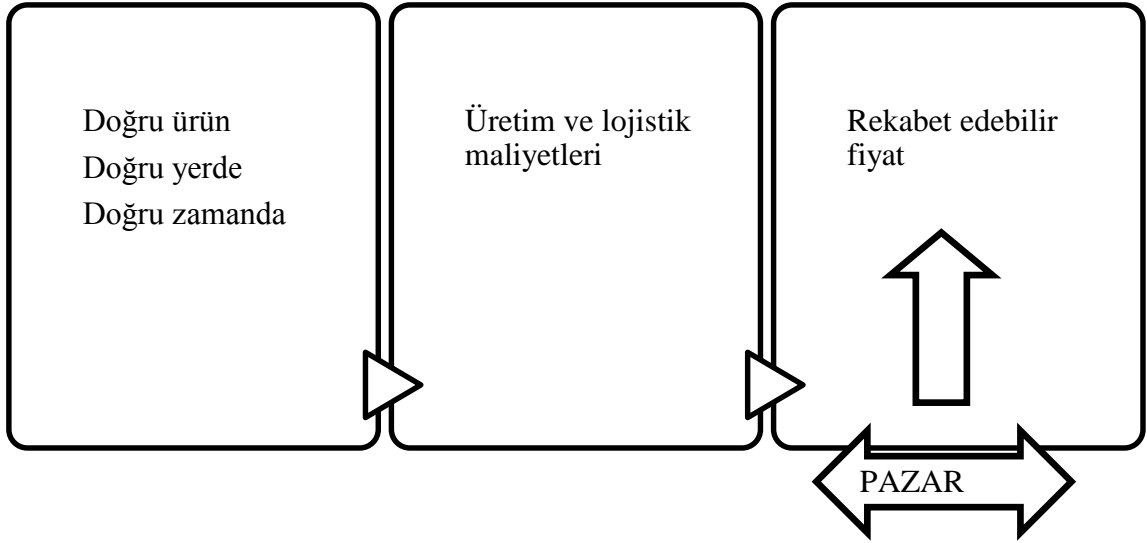 Doğru ürün
Doğru yerde
Doğru zamanda
Üretim ve lojistik
maliyetleri
Rekabet edebilir
fiyat
PAZAR